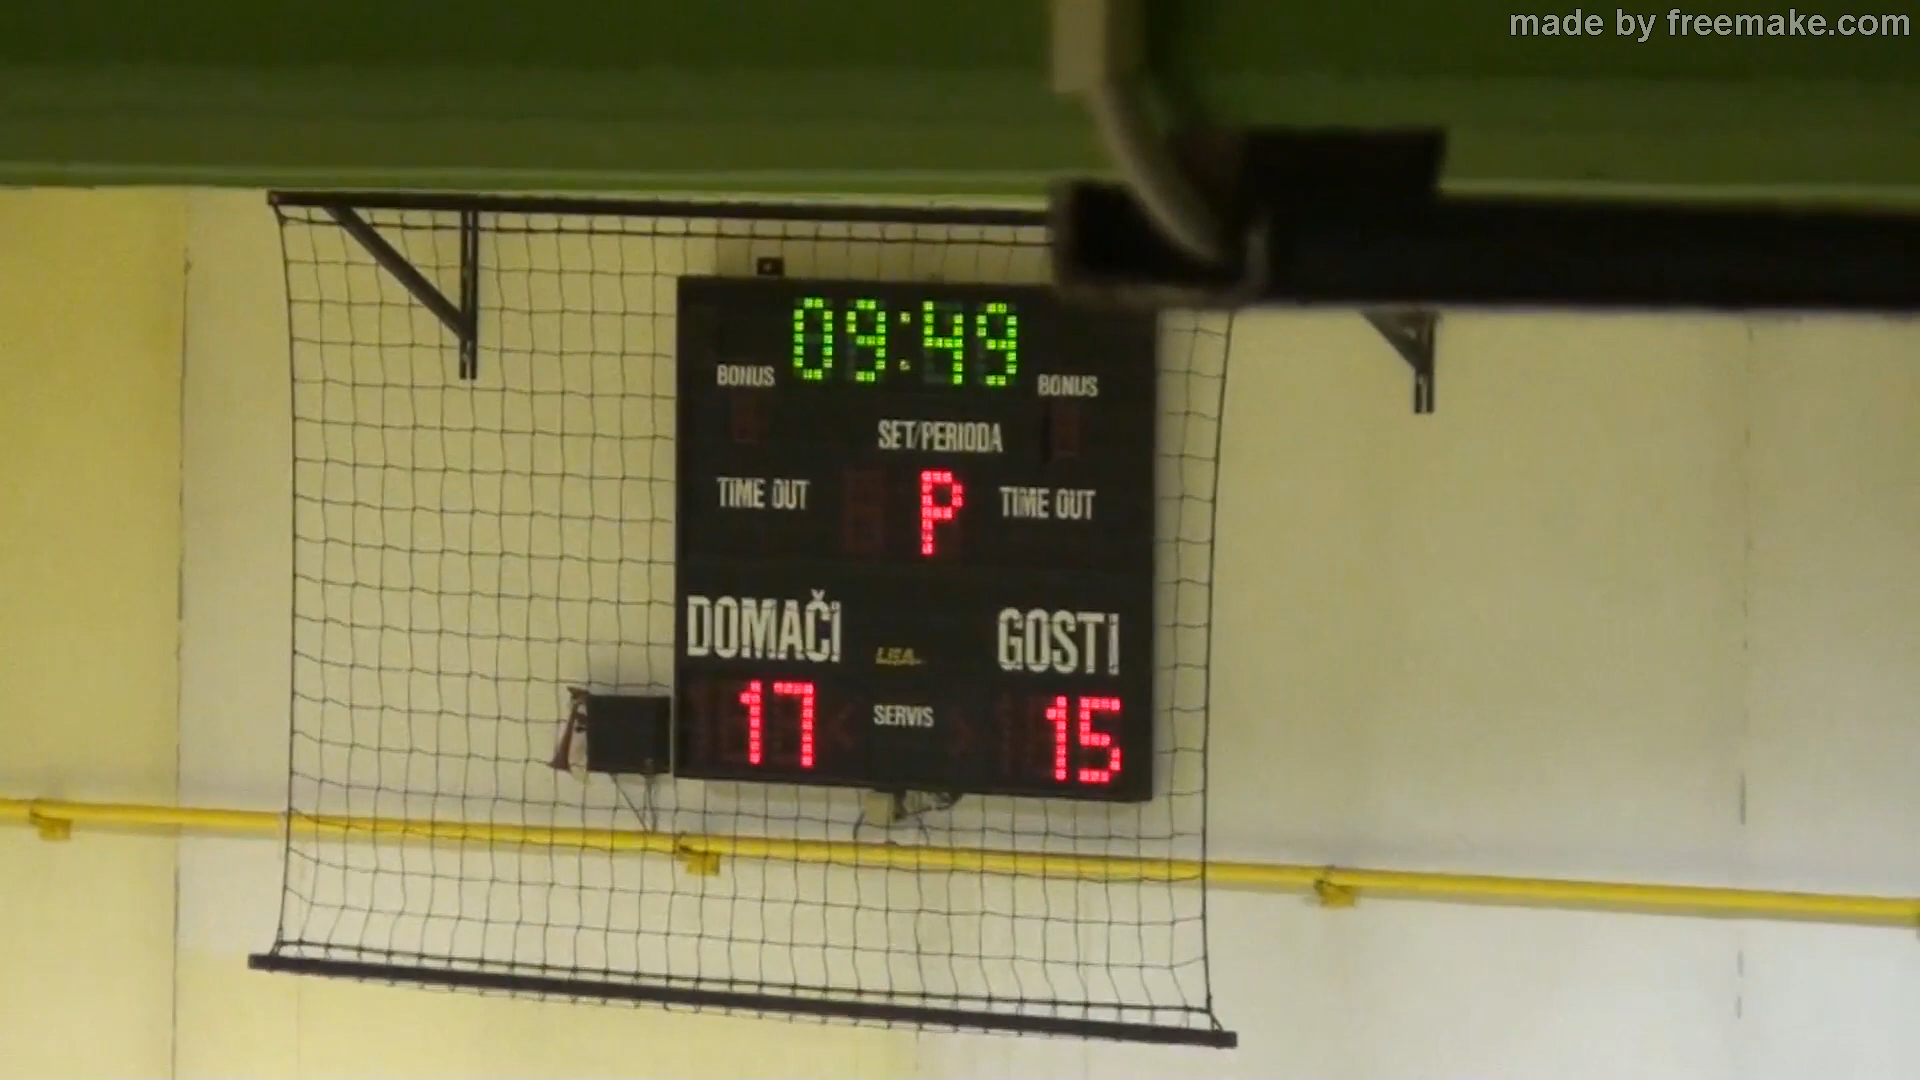 made by freemake.com
09:49
BONUS
BONUS
SET/PERIODA
TIME OUT
P
TIME OUT
DOMAČI
GOSTI
17
SERVIS
15